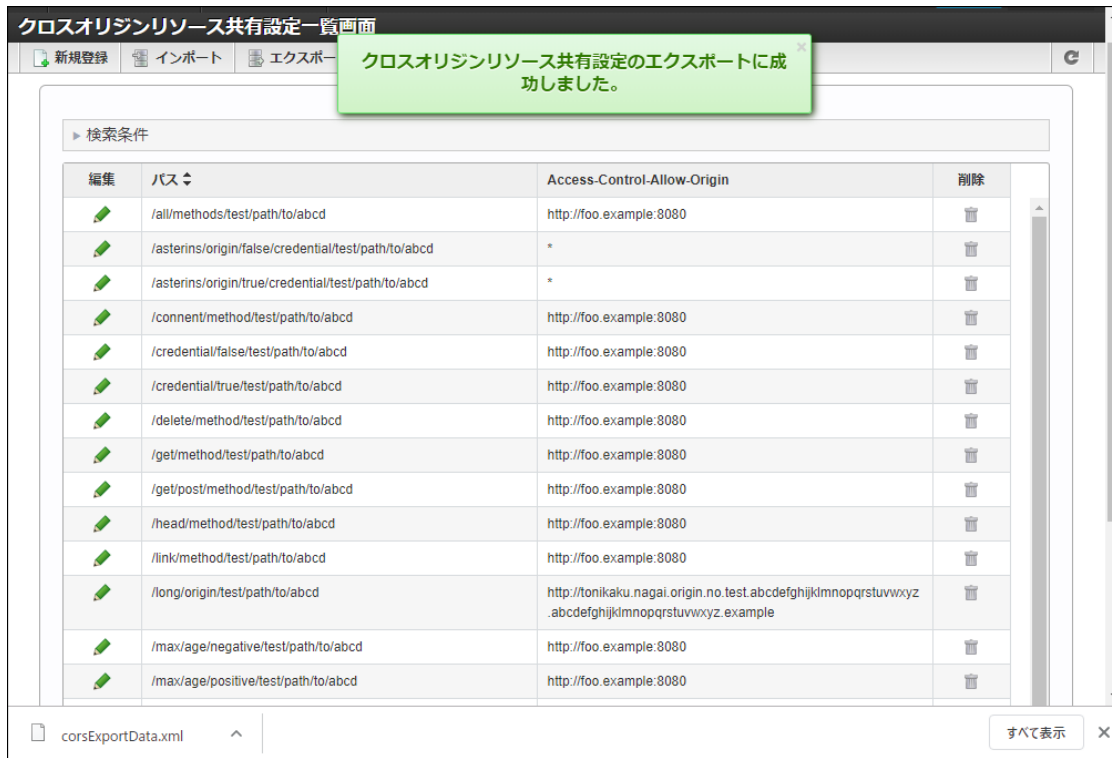 クロスオリジンリソース共有設定一覧画面
新規登録 インポート エクスポー
クロスオリジンリソース共有設定のエクスポートに成
功しました。
検索条件
編集 パス Access-Control-Allow-Origin 削除
/all/methods/test/path/to/abcd http://foo.example:8080
/asterins/origin/false/credential/test/path/to/abcd *
/asterins/origin/true/credential/test/path/to/abcd *
/connent/method/test/path/to/abcd http://foo.example:8080
/credential/false/test/path/to/abcd http://foo.example:8080
/credential/true/test/path/to/abcd http://foo.example:8080
/delete/method/test/path/to/abcd http://foo.example:8080
/get/method/test/path/to/abcd http://foo.example:8080
/get/post/method/test/path/to/abcd http://foo.example:8080
/head/method/test/path/to/abcd http://foo.example:8080
/link/method/test/path/to/abcd http://foo.example:8080
/long/origin/test/path/to/abcd http://tonikaku.nagai.origin.no.test.abcdefghijklmnopqrstuvwxyz
.abcdefghijklmnopqrstuvwxyz.example
/max/age/negative/test/path/to/abcd http://foo.example:8080
/max/age/positive/test/path/to/abcd http://foo.example:8080
corsExportData.xml すべて表示